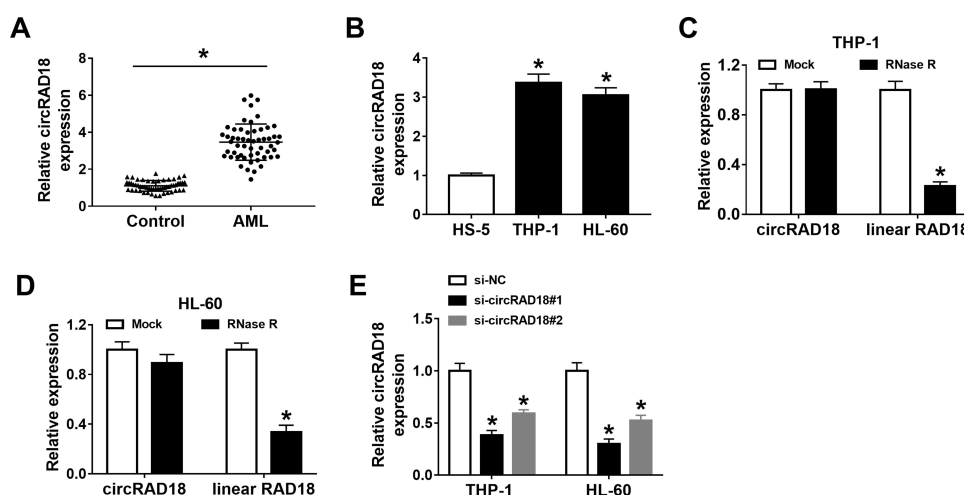 A
Relative circRAD18
expression
8
6
4
2
0
*
Control
AML
B
Relative circRAD18
expression
5
4
3
2
1
0
*
*
HS-5
THP-1
HL-60
C
THP-1
Mock
RNase R
Relative expression
1.2
0.8
0.4
0.0
*
circRAD18
linear RAD18
D
HL-60
Mock
RNase R
Relative expression
1.2
0.8
0.4
0.0
*
circRAD18
linear RAD18
E
si-NC
si-circRAD18#1
si-circRAD18#2
Relative circRAD18
expression
1.5
1.0
0.5
0.0
*
*
*
*
THP-1
HL-60